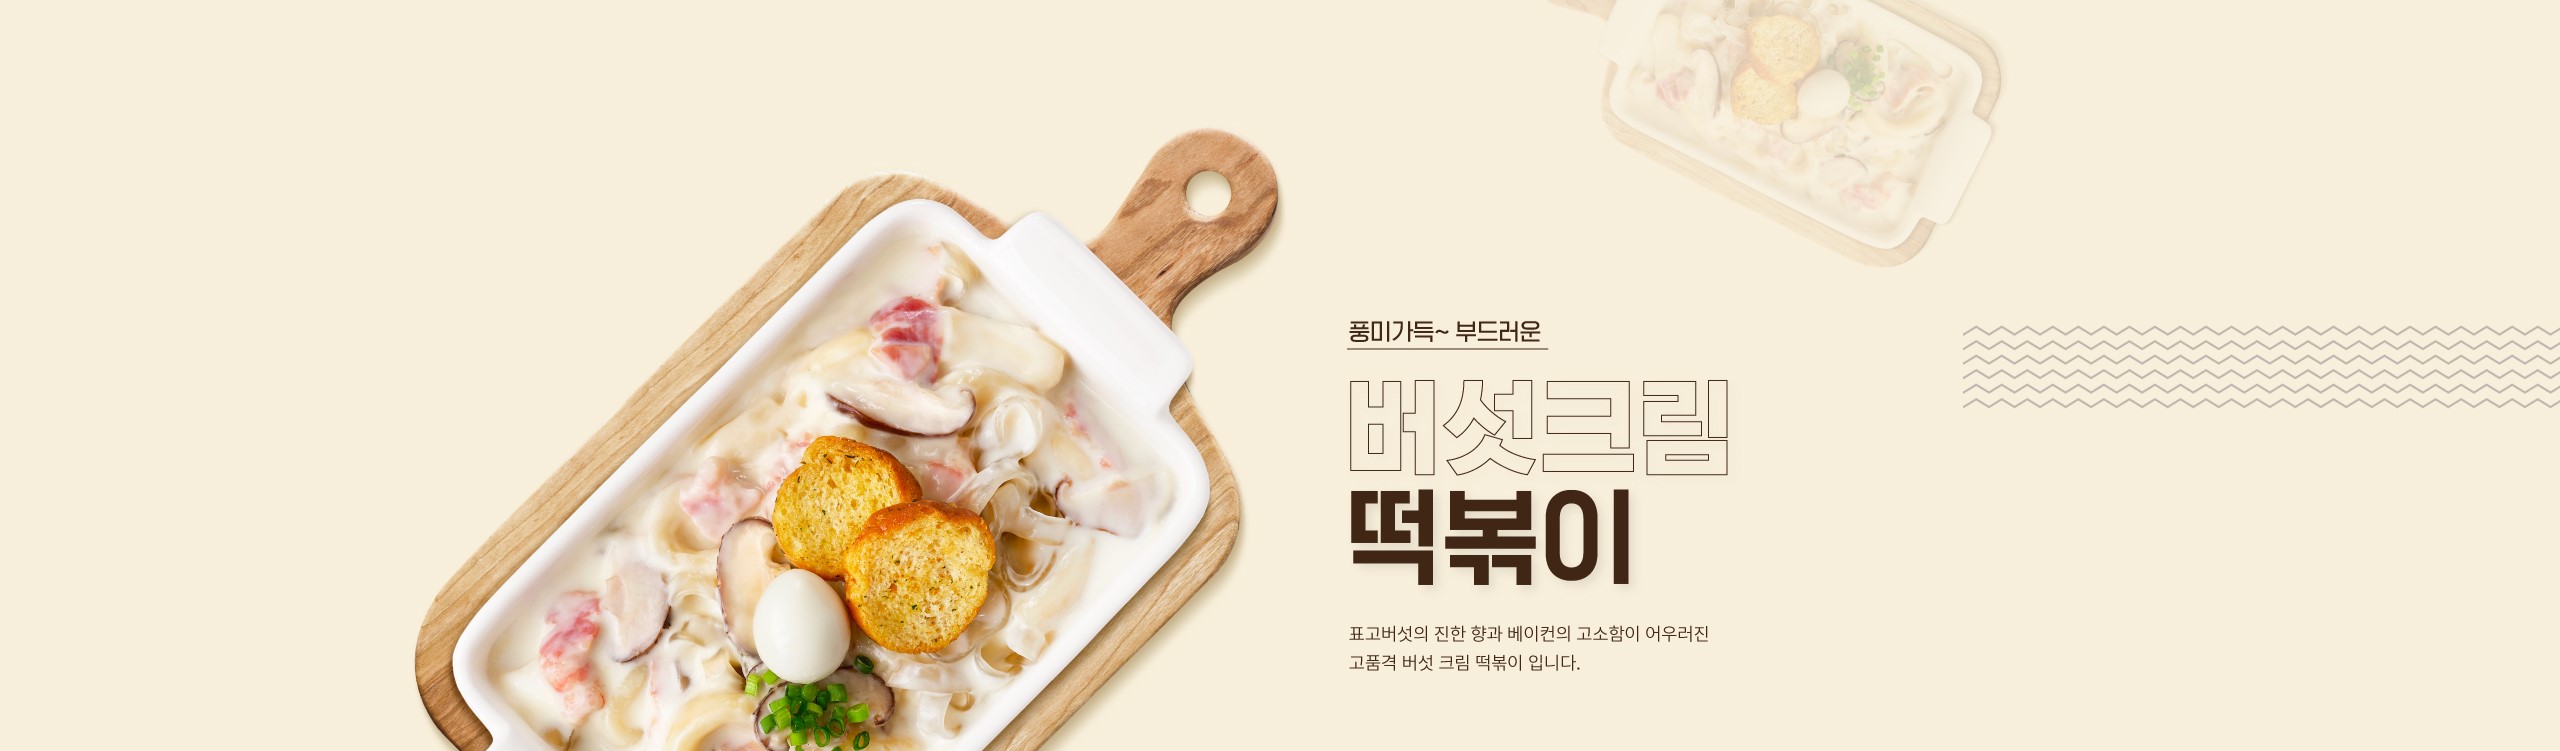 풍미가득~ 부드러운
버섯크림
떡볶이
표고버섯의 진한 향과 베이컨의 고소함이 어우러진
고품격 버섯 크림 떡볶이 입니다.